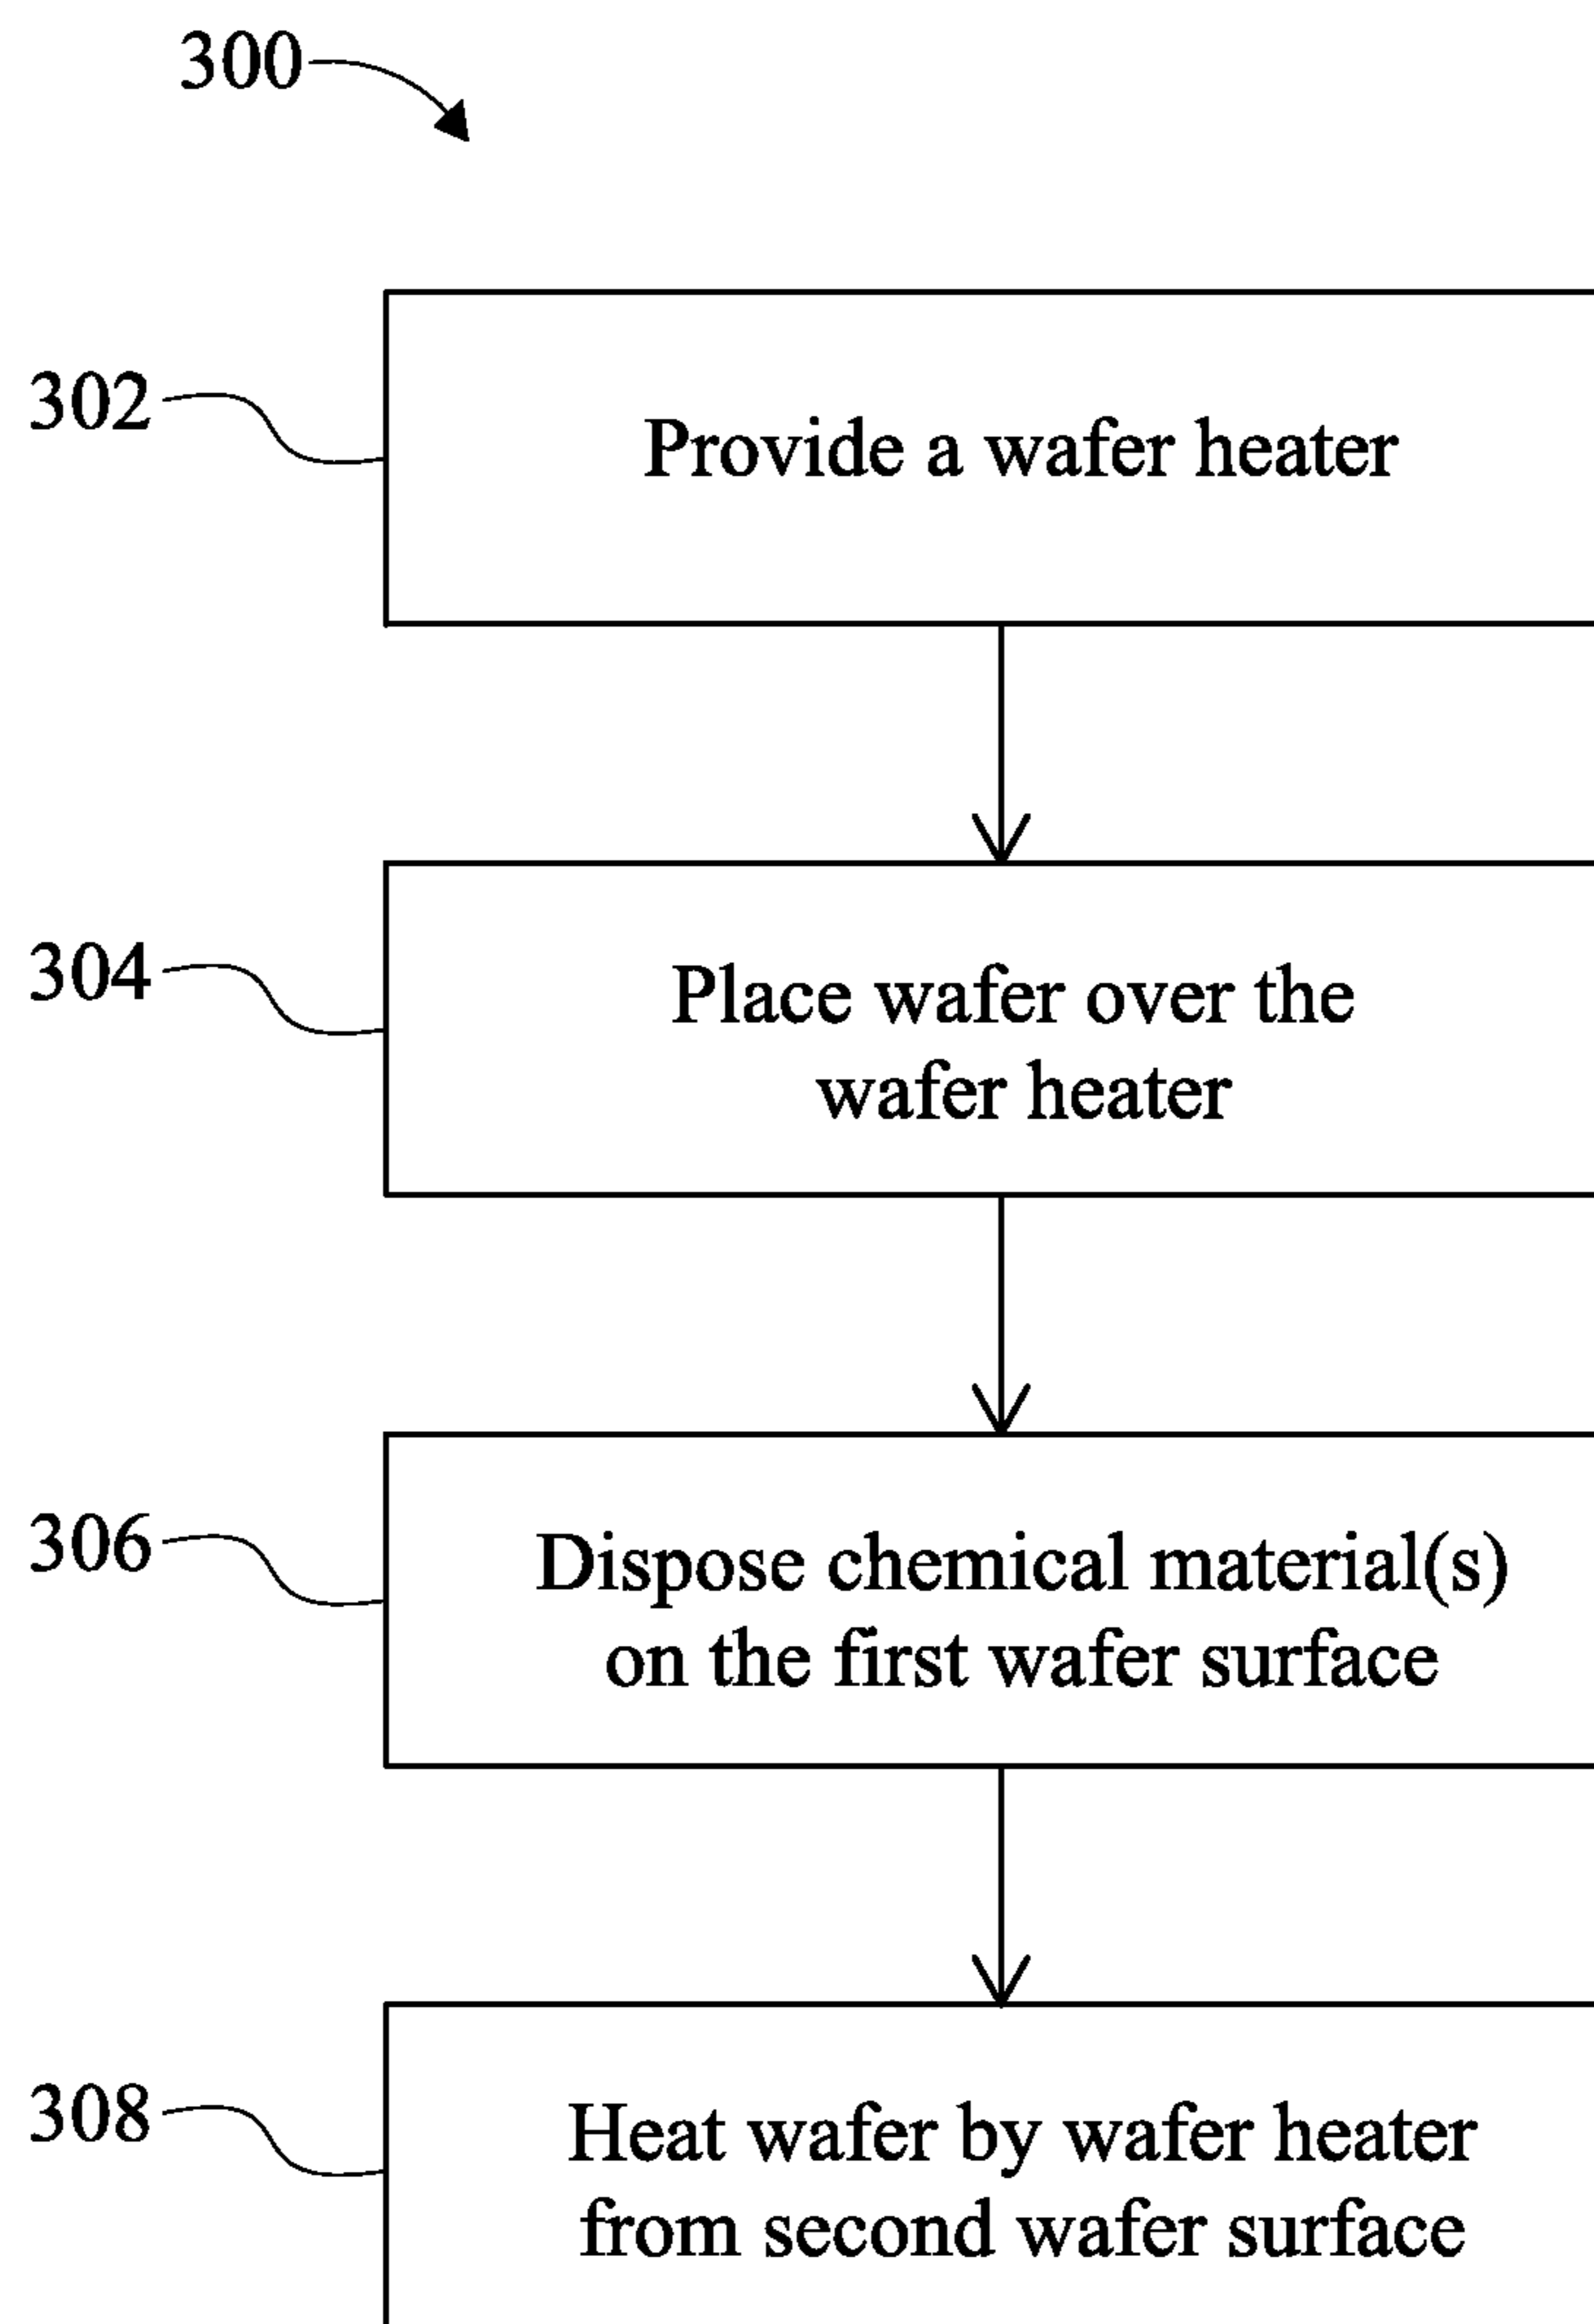 300
302
Provide a wafer heater
304
Place wafer over the
wafer heater
306
Dispose chemical material(s)
on the first wafer surface
308
Heat wafer by wafer heater
from second wafer surface